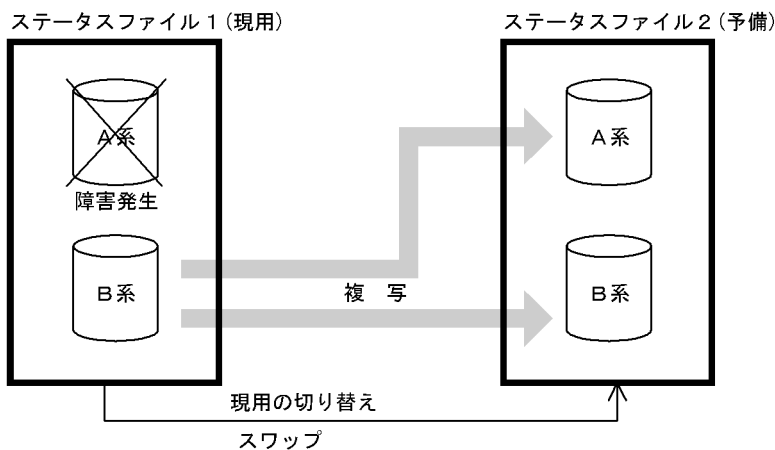 ステータスファイル１(現用)
ステータスファイル２(予備)
Ａ系
障害発生
Ｂ系
複　写
Ａ系
Ｂ系
現用の切り替え
スワップ